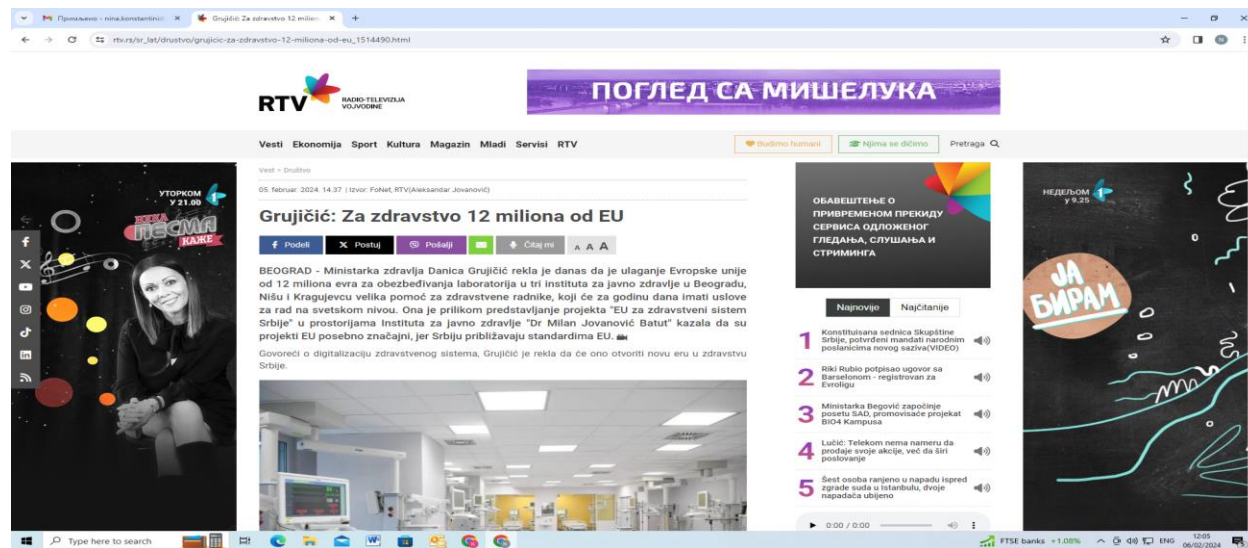 Примљено - nina.konstantinic
Grujičić: Za zdravstvo 12 milion
rtv.rs/sr_lat/drustvo/grujicic-za-zdravstvo-12-miliona-od-eu_1514490.html
N
RTV
RADIO-TELEVIZIJA
VOJVODINE
ПОГЛЕД СА МИШЕЛУКА
Vesti Ekonomija Sport Kultura Magazin Mladi Servisi RTV
Budimo humani
Njima se dičimo
Pretraga
УТОРКОМ
У 21.00
1
ПЕСМА
КАЖЕ
Vest > Društvo
05. februar. 2024. 14.37 | Izvor: FoNet, RTV(Aleksandar Jovanović)
Grujičić: Za zdravstvo 12 miliona od EU
Podeli
Postuj
Pošalji
Čitaj mi
A A A
BEOGRAD - Ministarka zdravlja Danica Grujičić rekla je danas da je ulaganje Evropske unije
od 12 miliona evra za obezbeđivanja laboratorija u tri instituta za javno zdravlje u Beogradu,
Nišu i Kragujevcu velika pomoć za zdravstvene radnike, koji će za godinu dana imati uslove
za rad na svetskom nivou. Ona je prilikom predstavljanje projekta "EU za zdravstveni sistem
Srbije" u prostorijama Instituta za javno zdravlje "Dr Milan Jovanović Batut" kazala da su
projekti EU posebno značajni, jer Srbiju približavaju standardima EU.
Govoreći o digitalizaciju zdravstvenog sistema, Grujičić je rekla da će ono otvoriti novu eru u zdravstvu
Srbije.
ОБАВЕШТЕЊЕ О
ПРИВРЕМЕНОМ ПРЕКИДУ
СЕРВИСА ОДЛОЖЕНОГ
ГЛЕДАЊА, СЛУШАЊА И
СТРИМИНГА
Najnovije
Najčitanije
1 Konstituisana sednica Skupštine
Srbije, potvrđeni mandati narodnim
poslanicima novog saziva(VIDEO)
2 Riki Rubio potpisao ugovor sa
Barselonom - registrovan za
Evroligu
3 Ministarka Begović započinje
posetu SAD, promovisaće projekat
BIO4 Kampusa
4 Lučić: Telekom nema nameru da
prodaje svoje akcije, već da širi
poslovanje
5 Šest osoba ranjeno u napadu ispred
zgrade suda u Istanbulu, dvoje
napadača ubijeno
0:00 / 0:00
НЕДЕЉОМ
у 9.25
1
ЈА
БИРАМ
Type here to search
FTSE banks +1.08%
ENG
12:05
06/02/2024